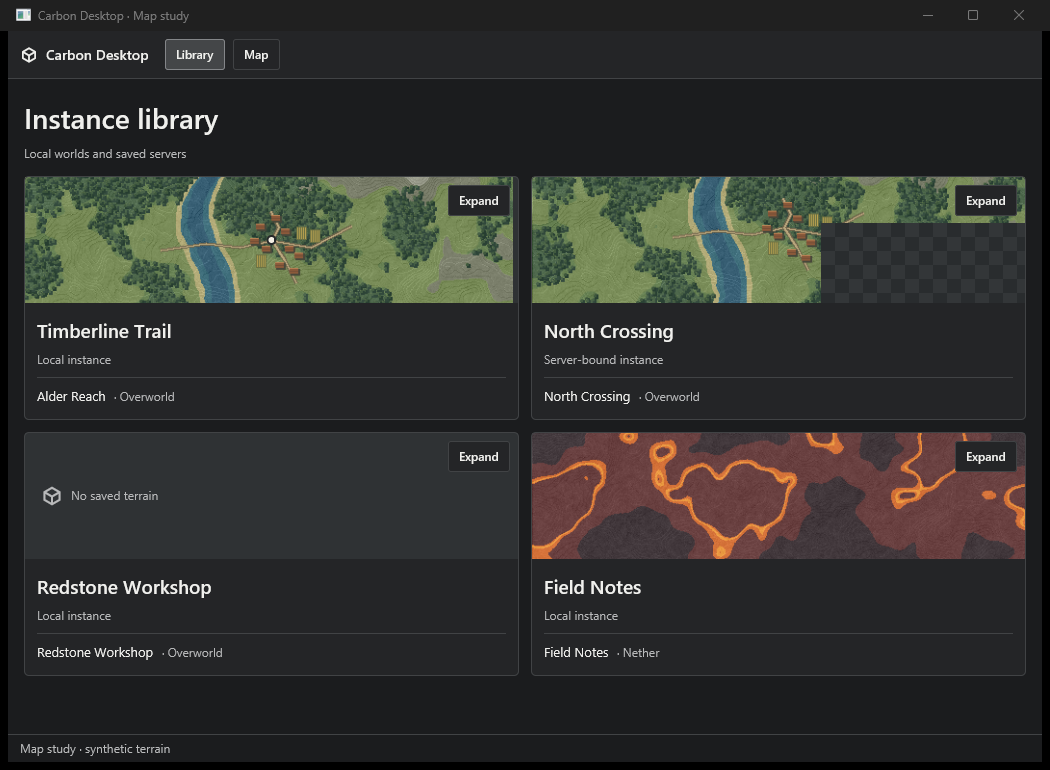 Carbon Desktop · Map study
Carbon Desktop
Library
Map
Instance library
Local worlds and saved servers
Expand
Timberline Trail
Local instance
Alder Reach · Overworld
Expand
North Crossing
Server-bound instance
North Crossing · Overworld
Expand
No saved terrain
Redstone Workshop
Local instance
Redstone Workshop · Overworld
Expand
Field Notes
Local instance
Field Notes · Nether
Map study · synthetic terrain